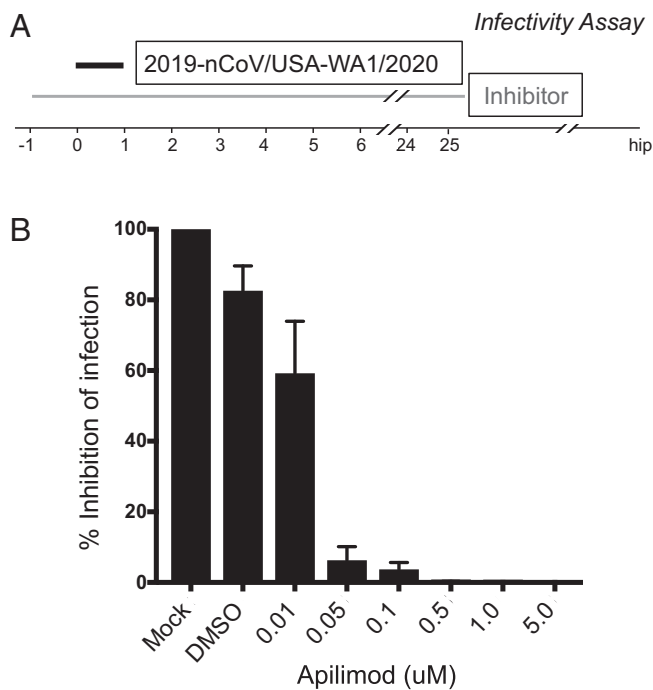 A
Infectivity Assay
2019-nCoV/USA-WA1/2020
Inhibitor
-1 0 1 2 3 4 5 6 24 25 hip
B
% Inhibition of infection
100
80
60
40
20
0
Mock DMSO 0.01 0.05 0.1 0.5 1.0 5.0
Apilimod (uM)